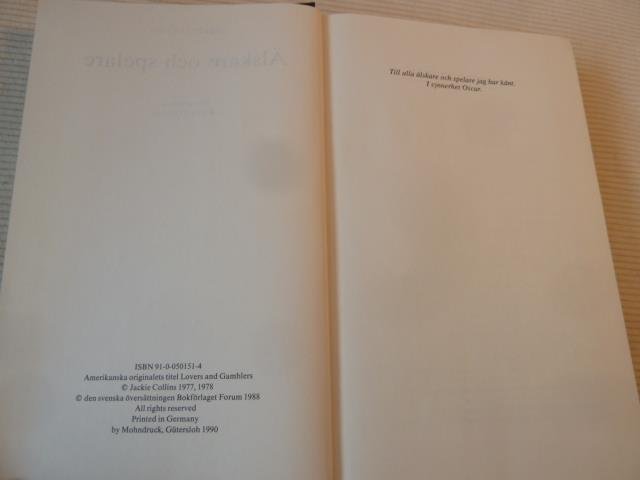 ISBN 91-0-050151-4
Amerikanska originalets titel Lovers and Gamblers
© Jackie Collins 1977, 1978
© den svenska översättningen Bokförlaget Forum 1988
All rights reserved
Printed in Germany
by Mohndruck, Gütersloh 1990
Till alla älskare och spelare jag har känt.
I synnerhet Oscar.